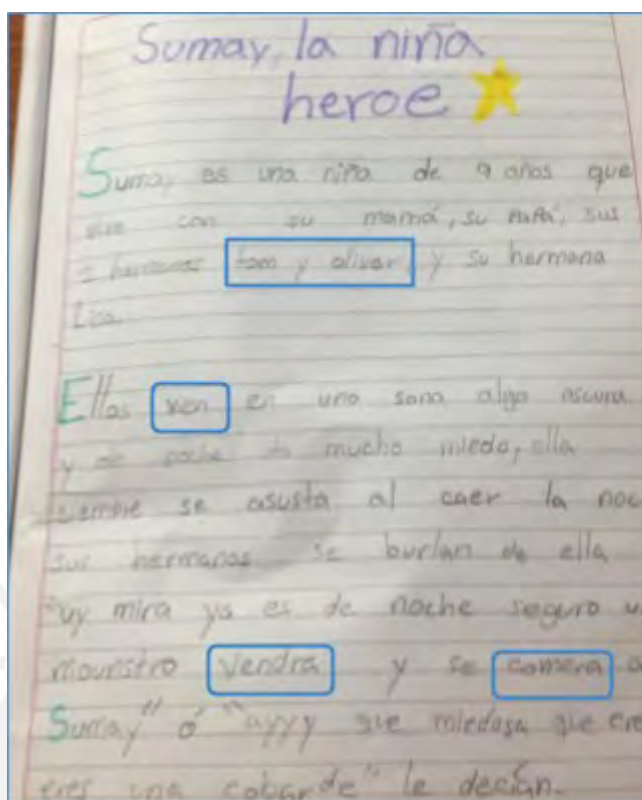 Sumay, la niña
heroe
Sumay es una niña de 9 años que
vive con su mamá, su PAPÁ, sus
2 hermanos tom y oliver, y su hermana
Ellos en una algo oscura
y de noche da mucho miedo, ella
siempre se asusta al caer la noc
sus hermanos se burlan de ella
"uy mira ya es de noche seguro u
mounstro vendra y se comera a
Sumay" ó "ayyy que miedosa que ere
eres una cobarde" le decían.